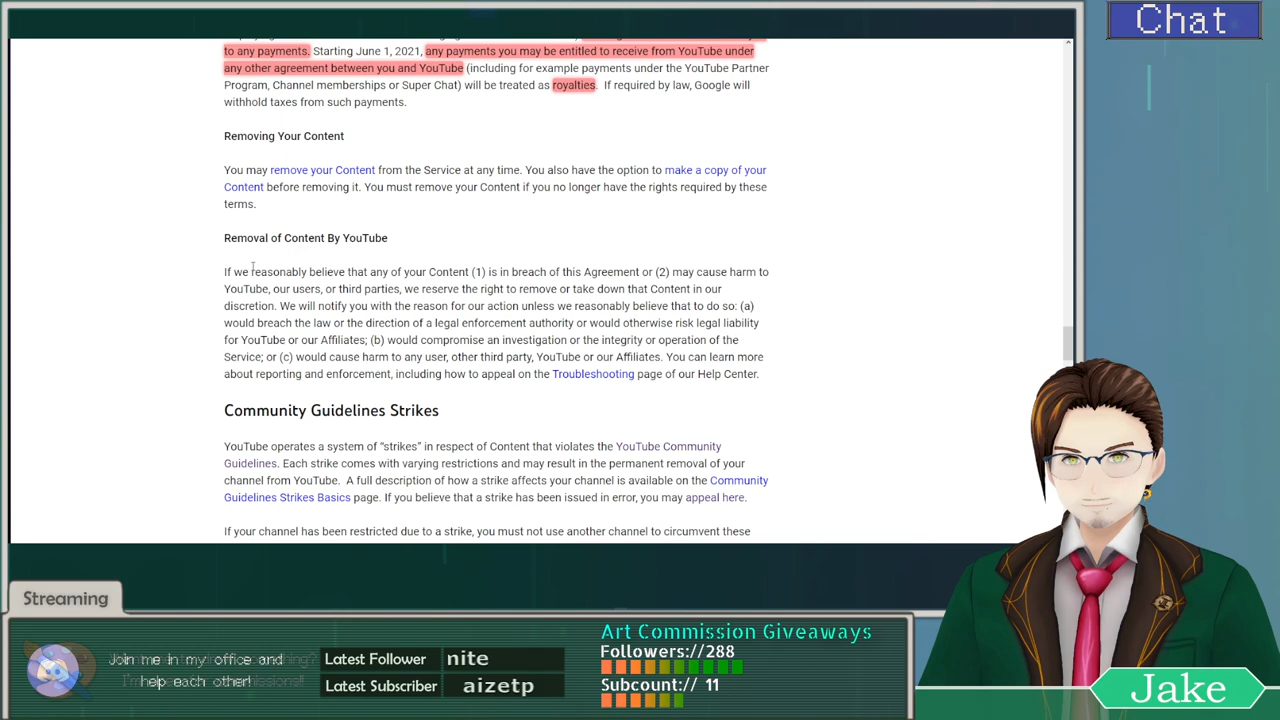 Chat
to any payments. Starting June 1, 2021, any payments you may be entitled to receive from YouTube under
any other agreement between you and YouTube (including for example payments under the YouTube Partner
Program, Channel memberships or Super Chat) will be treated as royalties.  If required by law, Google will
withhold taxes from such payments.
Removing Your Content
You may remove your Content from the Service at any time. You also have the option to make a copy of your
Content before removing it. You must remove your Content if you no longer have the rights required by these
terms.
Removal of Content By YouTube
If we reasonably believe that any of your Content (1) is in breach of this Agreement or (2) may cause harm to
YouTube, our users, or third parties, we reserve the right to remove or take down that Content in our
discretion. We will notify you with the reason for our action unless we reasonably believe that to do so: (a)
would breach the law or the direction of a legal enforcement authority or would otherwise risk legal liability
for YouTube or our Affiliates; (b) would compromise an investigation or the integrity or operation of the
Service; or (c) would cause harm to any user, other third party, YouTube or our Affiliates. You can learn more
about reporting and enforcement, including how to appeal on the Troubleshooting page of our Help Center.
Community Guidelines Strikes
YouTube operates a system of “strikes” in respect of Content that violates the YouTube Community
Guidelines. Each strike comes with varying restrictions and may result in the permanent removal of your
channel from YouTube.  A full description of how a strike affects your channel is available on the Community
Guidelines Strikes Basics page. If you believe that a strike has been issued in error, you may appeal here.
If your channel has been restricted due to a strike, you must not use another channel to circumvent these
Streaming
Join me in my office and
help each other!
Latest Follower nite
Latest Subscriber aizetp
Art Commission Giveaways
Followers://288
Subcount:// 11
Jake